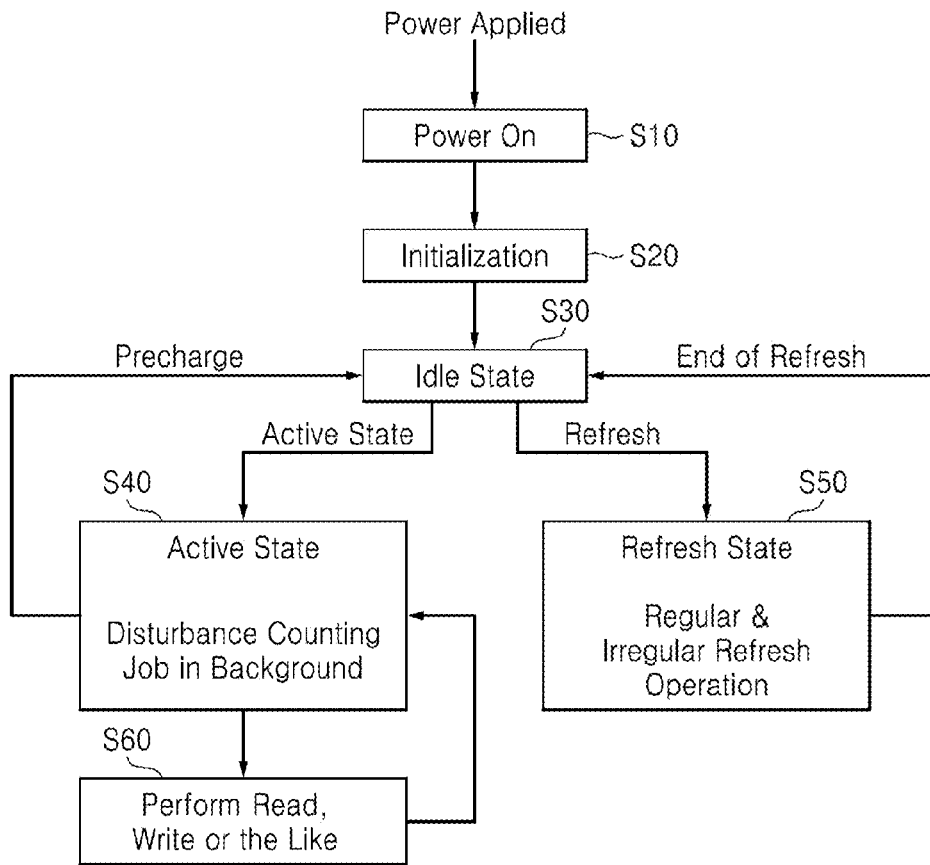 Power Applied
Power On
S10
Initialization
S20
S30
Precharge
Idle State
End of Refresh
Active State
Refresh
S40
S50
Active State
Disturbance Counting
Job in Background
Refresh State
Regular &
Irregular Refresh
Operation
S60
Perform Read,
Write or the Like